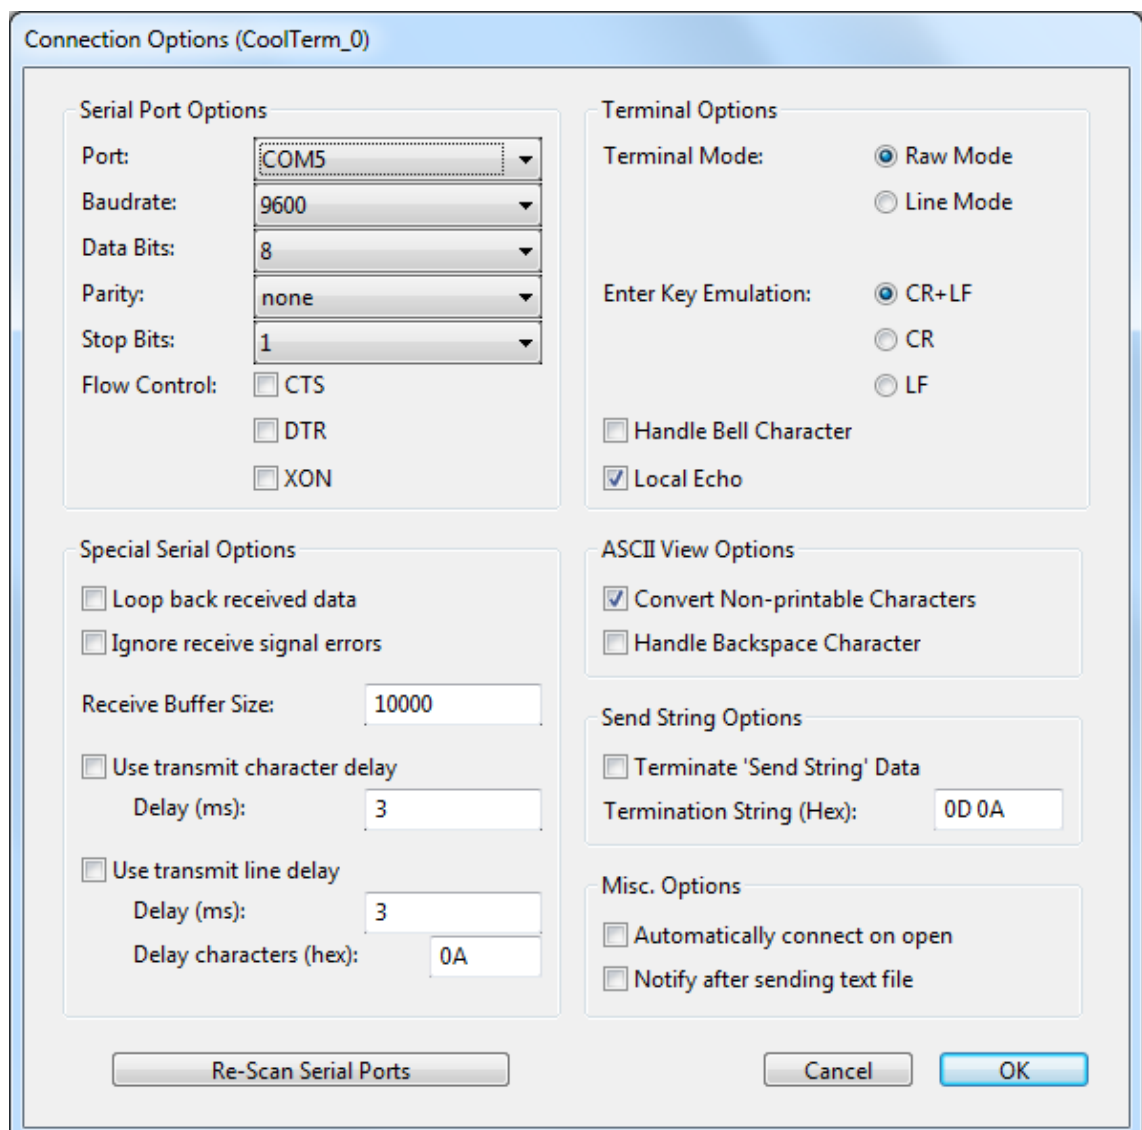 Connection Options (CoolTerm_0)
Serial Port Options
Port: COM5
Baudrate: 9600
Data Bits: 8
Parity: none
Stop Bits: 1
Flow Control: CTS
DTR
XON
Terminal Options
Terminal Mode: Raw Mode
Line Mode
Enter Key Emulation: CR+LF
CR
LF
Handle Bell Character
Local Echo
Special Serial Options
Loop back received data
Ignore receive signal errors
Receive Buffer Size: 10000
Use transmit character delay
Delay (ms): 3
Use transmit line delay
Delay (ms): 3
Delay characters (hex): 0A
ASCII View Options
Convert Non-printable Characters
Handle Backspace Character
Send String Options
Terminate 'Send String' Data
Termination String (Hex): 0D 0A
Misc. Options
Automatically connect on open
Notify after sending text file
Re-Scan Serial Ports
Cancel
OK